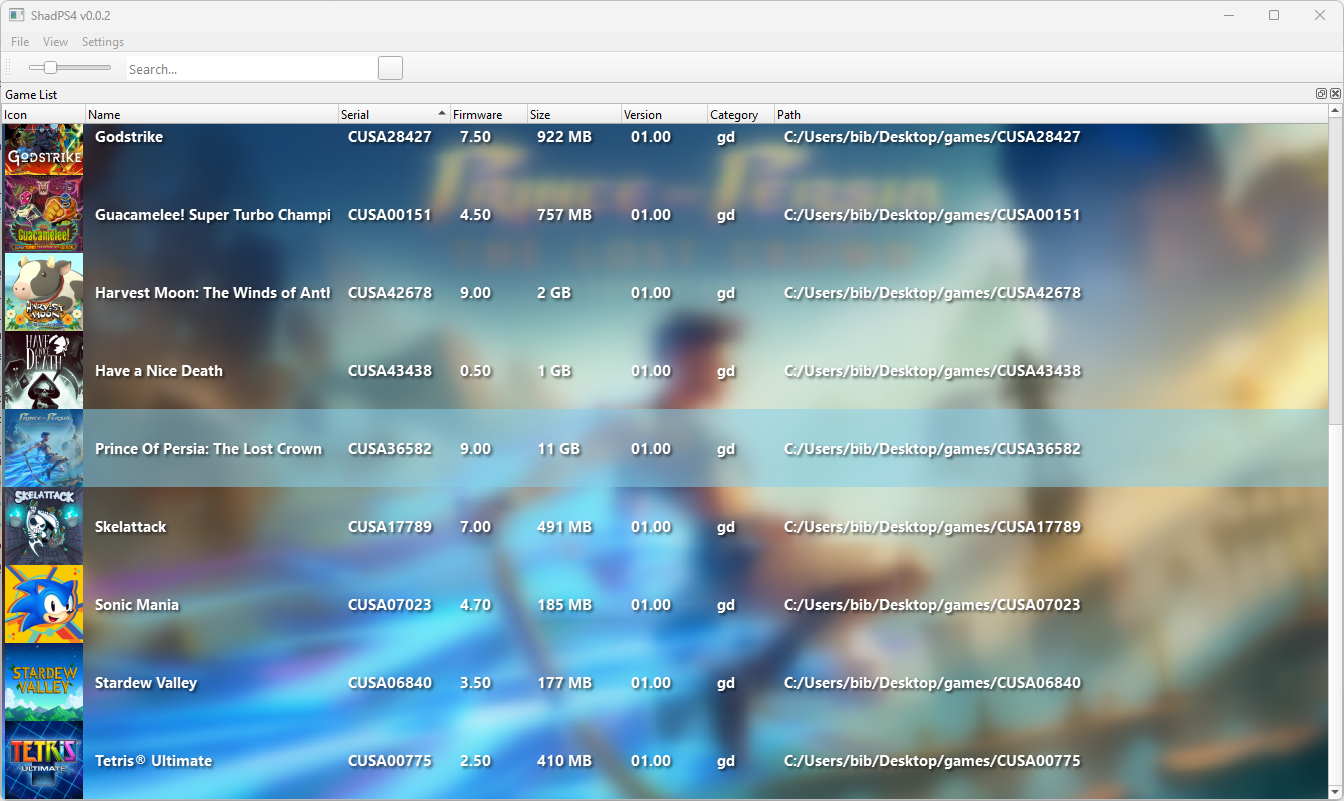 ShadPS4 v0.0.2
File View Settings
Search...
Game List
Icon Name Serial Firmware Size Version Category Path
GODSTRIKE Godstrike CUSA28427 7.50 922 MB 01.00 gd C:/Users/bib/Desktop/games/CUSA28427
Guacamelee! Guacamelee! Super Turbo Champi CUSA00151 4.50 757 MB 01.00 gd C:/Users/bib/Desktop/games/CUSA00151
HARVEST MOON Harvest Moon: The Winds of Antl CUSA42678 9.00 2 GB 01.00 gd C:/Users/bib/Desktop/games/CUSA42678
HAVE A NICE DEATH Have a Nice Death CUSA43438 0.50 1 GB 01.00 gd C:/Users/bib/Desktop/games/CUSA43438
Prince of Persia Prince Of Persia: The Lost Crown CUSA36582 9.00 11 GB 01.00 gd C:/Users/bib/Desktop/games/CUSA36582
SKELATTACK Skelattack CUSA17789 7.00 491 MB 01.00 gd C:/Users/bib/Desktop/games/CUSA17789
Sonic Mania CUSA07023 4.70 185 MB 01.00 gd C:/Users/bib/Desktop/games/CUSA07023
STARDEW VALLEY Stardew Valley CUSA06840 3.50 177 MB 01.00 gd C:/Users/bib/Desktop/games/CUSA06840
TETRIS ULTIMATE Tetris® Ultimate CUSA00775 2.50 410 MB 01.00 gd C:/Users/bib/Desktop/games/CUSA00775